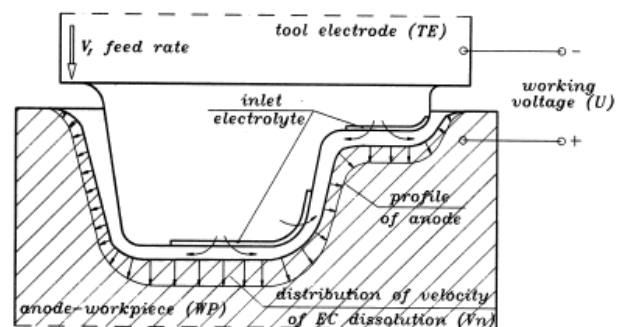 tool electrode (TE)
V, feed rate
-
working
voltage (U)
inlet
electrolyte
+
profile
of anode
distribution of velocity
anode-workpiece (WP)
of EC dissolution (Vn)